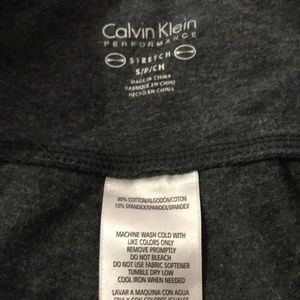 Calvin Klein
PERFORMANCE
STRETCH
S/P/CH
MADE IN CHINA
FABRIQUÉ EN CHINE
HECHO EN CHINA
90% COTTON/ALGODÓN/COTON
10% SPANDEX/SPANDEX/SPANDEX
MACHINE WASH COLD WITH
LIKE COLORS ONLY
REMOVE PROMPTLY
DO NOT BLEACH
DO NOT USE FABRIC SOFTENER
TUMBLE DRY LOW
COOL IRON WHEN NEEDED
LAVAR A MAQUINA CON AGUA